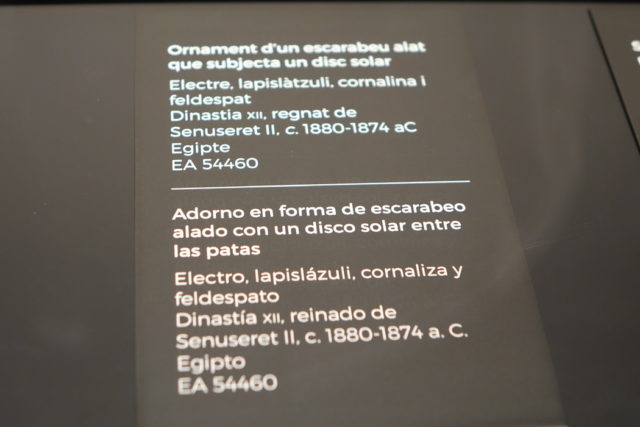 Ornament d'un escarabeu alat
que subjecta un disc solar
Electre, lapislàtzuli, cornalina i
feldespat
Dinastia XII, regnat de
Senuseret II, c. 1880-1874 aC
Egipte
EA 54460
Adorno en forma de escarabeo
alado con un disco solar entre
las patas
Electro, lapislázuli, cornaliza y
feldespato
Dinastía XII, reinado de
Senuseret II, c. 1880-1874 a. C.
Egipto
EA 54460